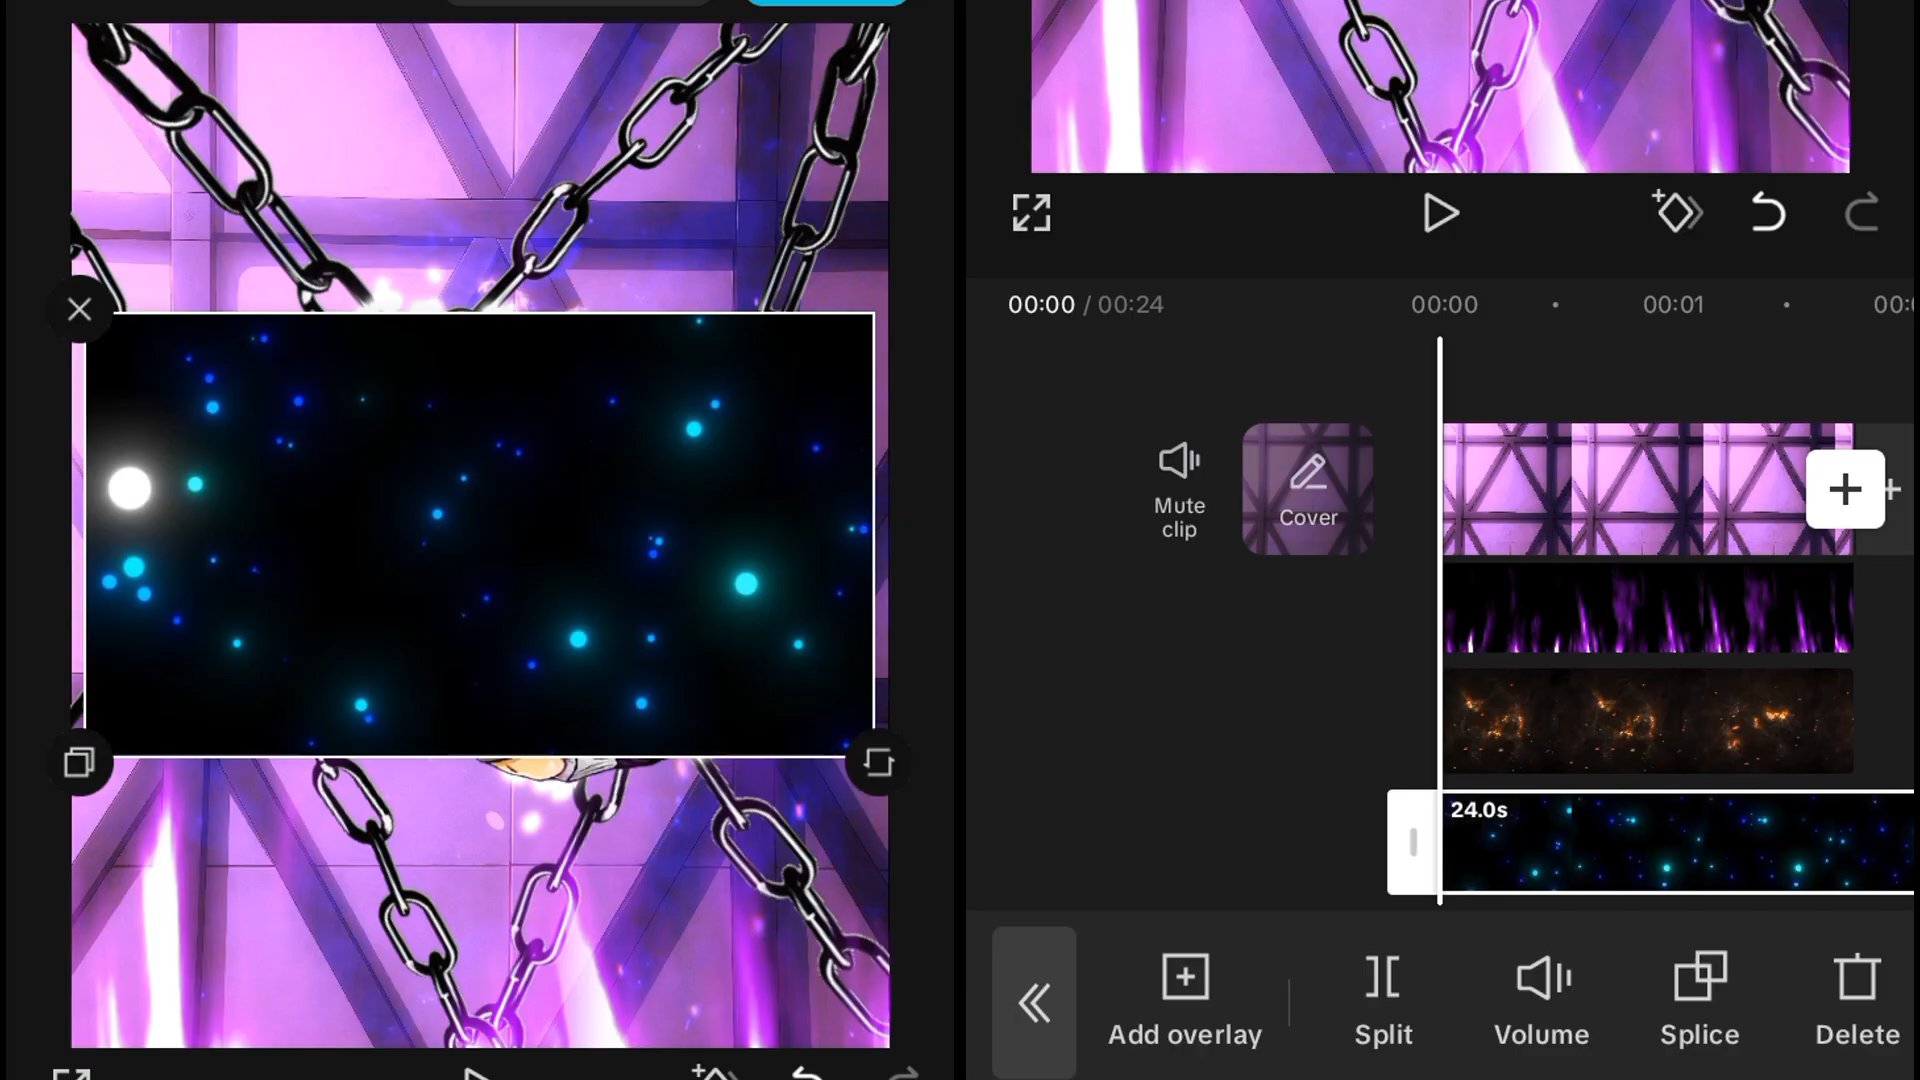 00:00 / 00:24
00:00
00:01
Mute
clip
Cover
24.0s
Add overlay
Split
Volume
Splice
Delete